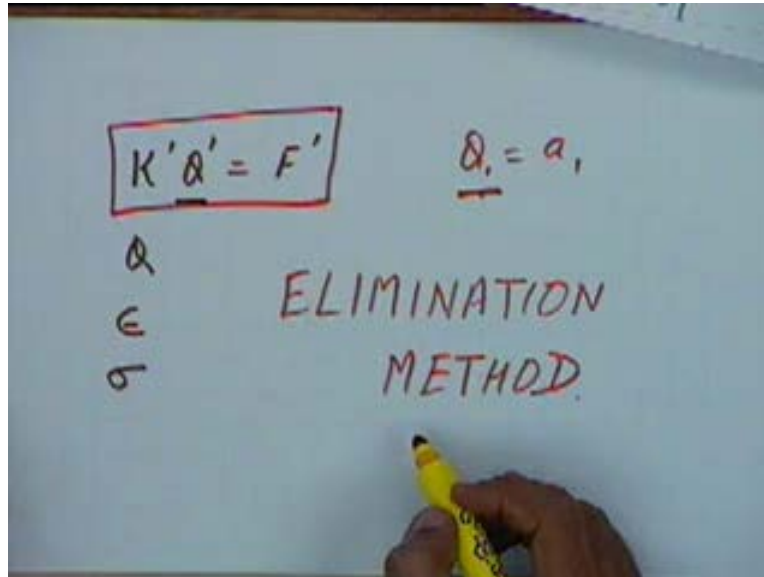 K'Q' = F'
Q₁ = a₁
Q
ϵ
σ
ELIMINATION
METHOD.